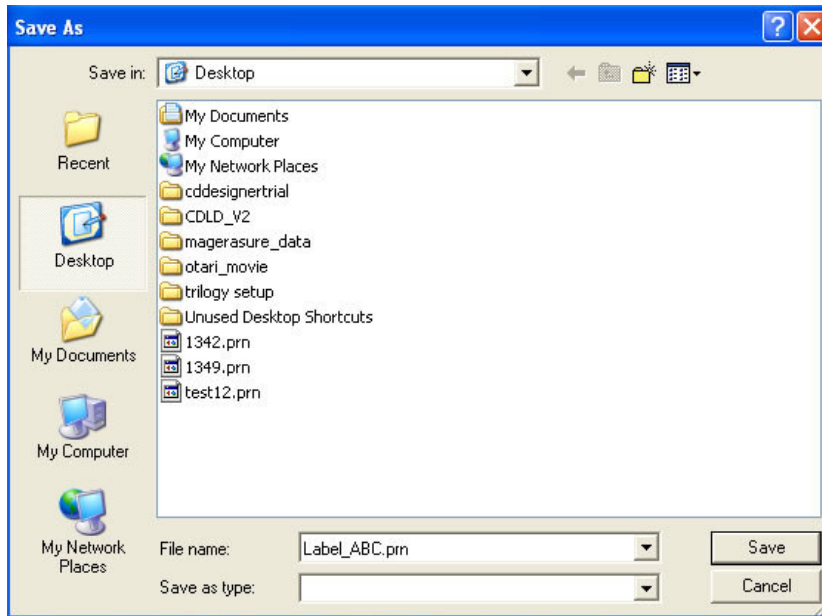 Save As
Save in: Desktop
Recent
Desktop
My Documents
My Computer
My Network
Places
My Documents
My Computer
My Network Places
cddesignertrial
CDLD_V2
magerasure_data
otari_movie
trilogy setup
Unused Desktop Shortcuts
1342.prn
1349.prn
test12.prn
File name: Label_ABC.prn Save
Save as type: Cancel